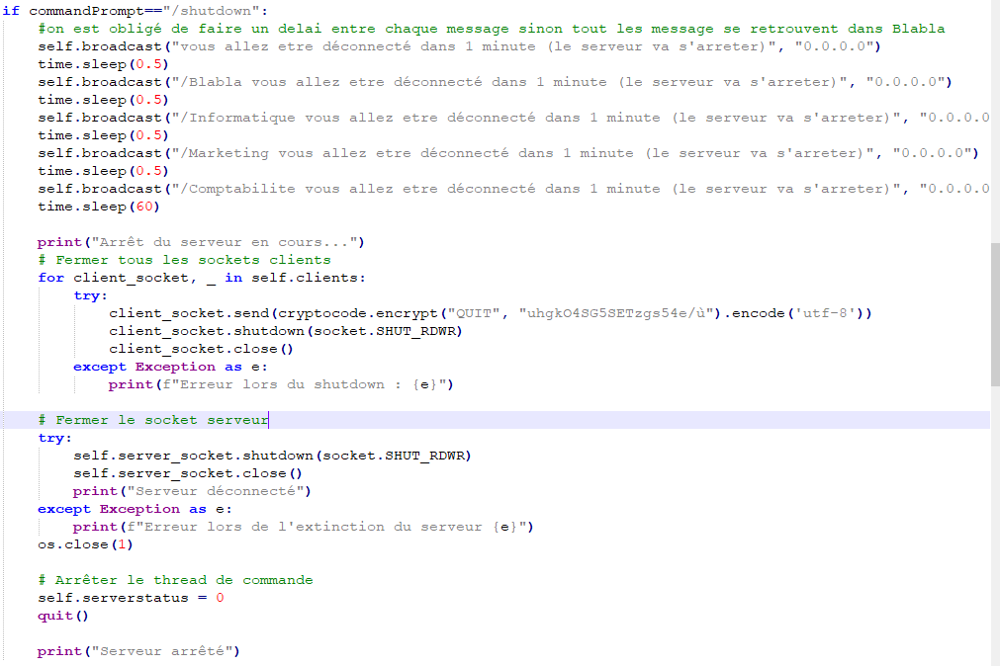 if commandPrompt=="/shutdown":
#on est obligé de faire un delai entre chaque message sinon tout les message se retrouvent dans Blabla
self.broadcast("vous allez etre déconnecté dans 1 minute (le serveur va s'arreter)", "0.0.0.0")
time.sleep(0.5)
self.broadcast("/Blabla vous allez etre déconnecté dans 1 minute (le serveur va s'arreter)", "0.0.0.0")
time.sleep(0.5)
self.broadcast("/Informatique vous allez etre déconnecté dans 1 minute (le serveur va s'arreter)", "0.0.0.0
time.sleep(0.5)
self.broadcast("/Marketing vous allez etre déconnecté dans 1 minute (le serveur va s'arreter)", "0.0.0.0")
time.sleep(0.5)
self.broadcast("/Comptabilite vous allez etre déconnecté dans 1 minute (le serveur va s'arreter)", "0.0.0.0
time.sleep(60)
print("Arrêt du serveur en cours...")
# Fermer tous les sockets clients
for client_socket, _ in self.clients:
try:
client_socket.send(cryptocode.encrypt("QUIT", "uhgkO4SG5SETzgs54e/ù").encode('utf-8'))
client_socket.shutdown(socket.SHUT_RDWR)
client_socket.close()
except Exception as e:
print(f"Erreur lors du shutdown : {e}")
# Fermer le socket serveur
try:
self.server_socket.shutdown(socket.SHUT_RDWR)
self.server_socket.close()
print("Serveur déconnecté")
except Exception as e:
print(f"Erreur lors de l'extinction du serveur {e}")
os.close(1)
# Arrêter le thread de commande
self.serverstatus = 0
quit()
print("Serveur arrêté")